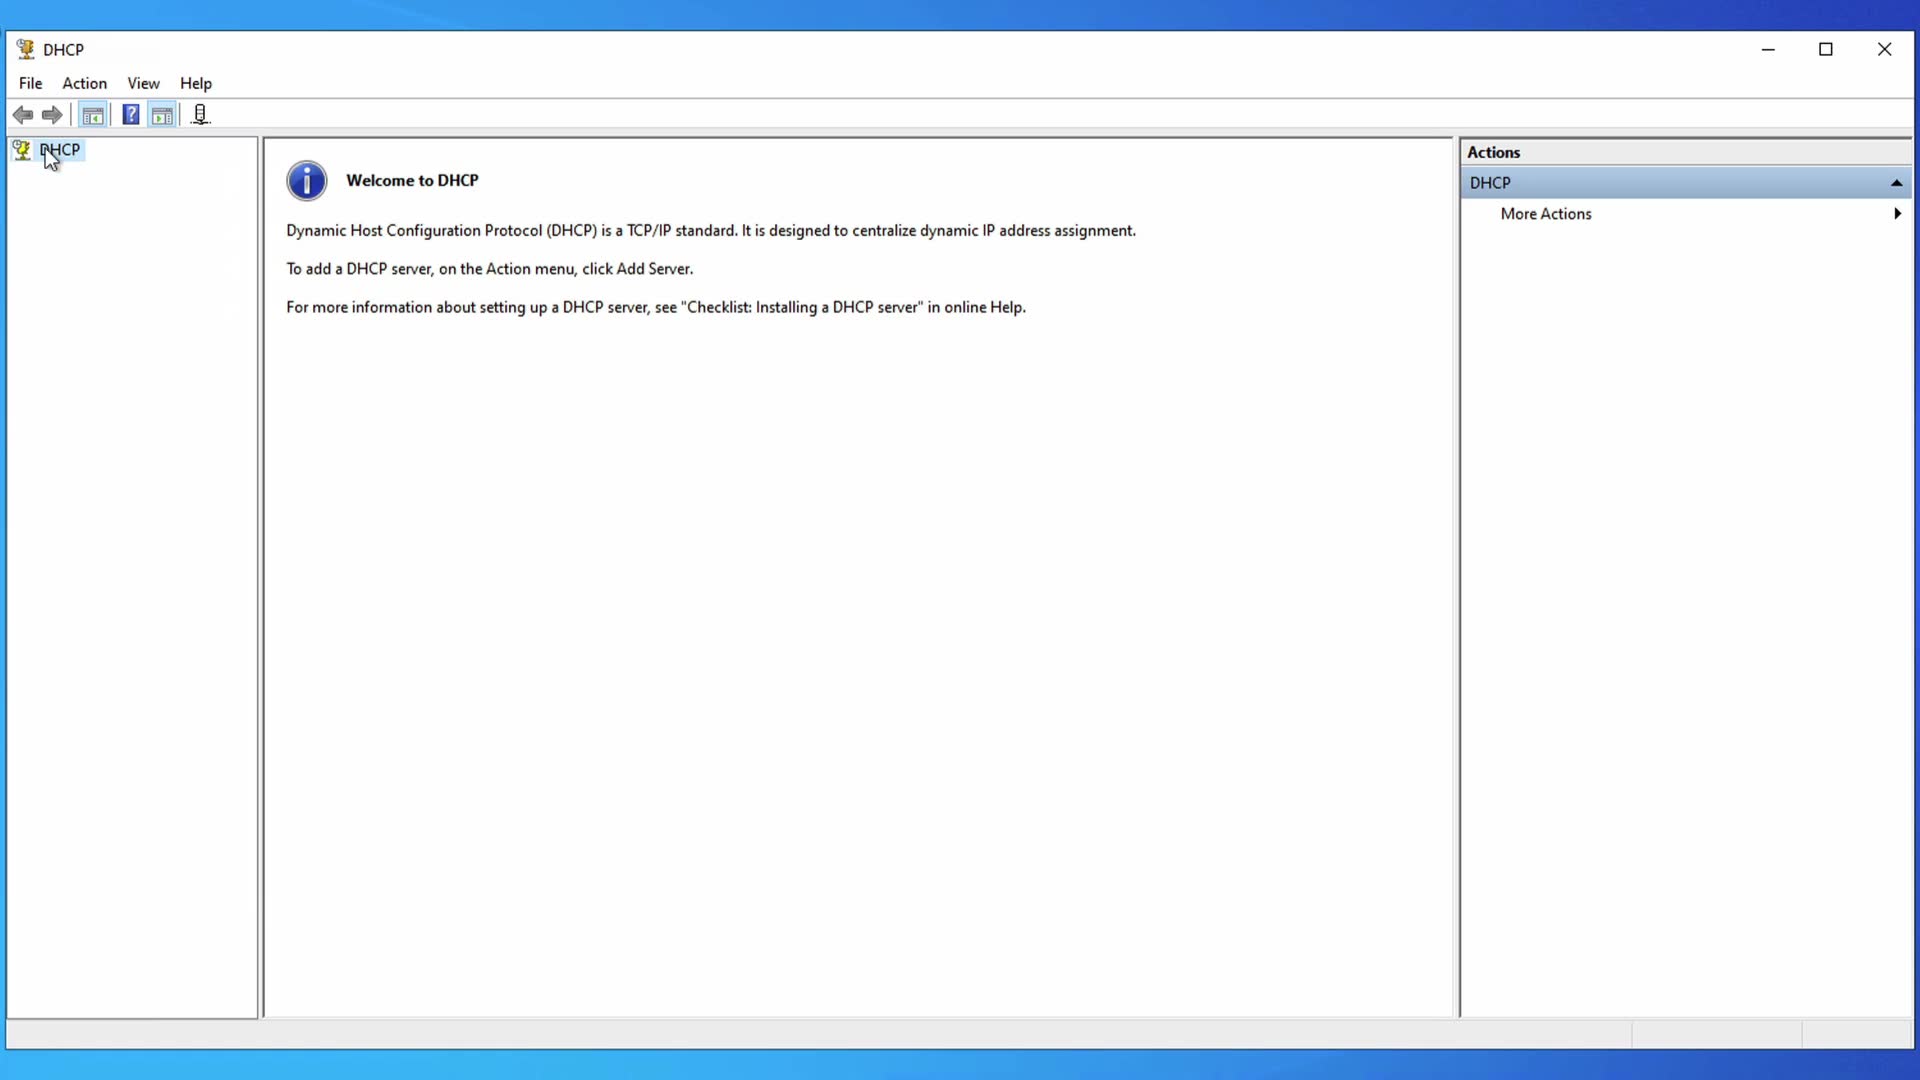 DHCP
File Action View Help
DHCP
Welcome to DHCP
Dynamic Host Configuration Protocol (DHCP) is a TCP/IP standard. It is designed to centralize dynamic IP address assignment.
To add a DHCP server, on the Action menu, click Add Server.
For more information about setting up a DHCP server, see "Checklist: Installing a DHCP server" in online Help.
Actions
DHCP
More Actions